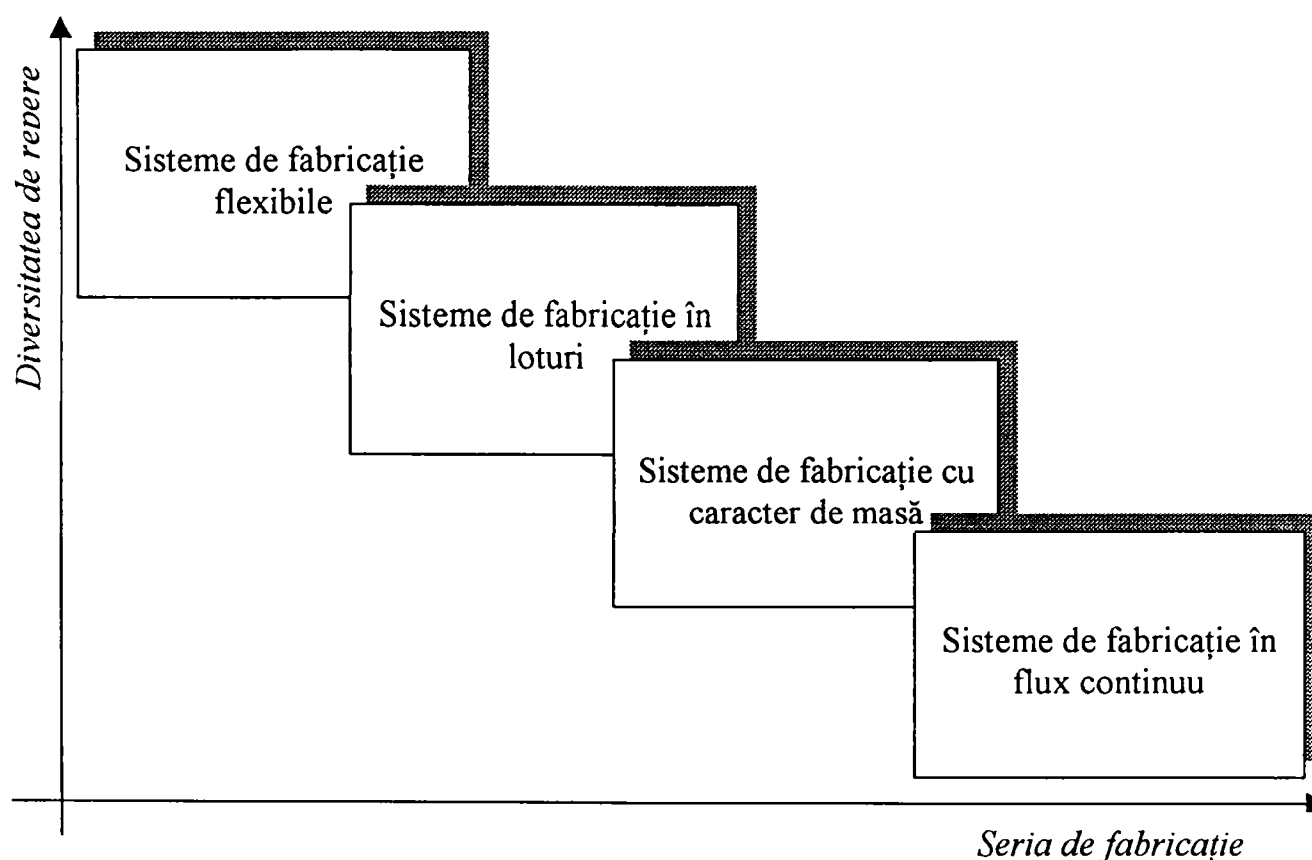 Diversitatea de repere
Sisteme de fabricație
flexibile
Sisteme de fabricație în
loturi
Sisteme de fabricație cu
caracter de masă
Sisteme de fabricație în
flux continuu
Seria de fabricație